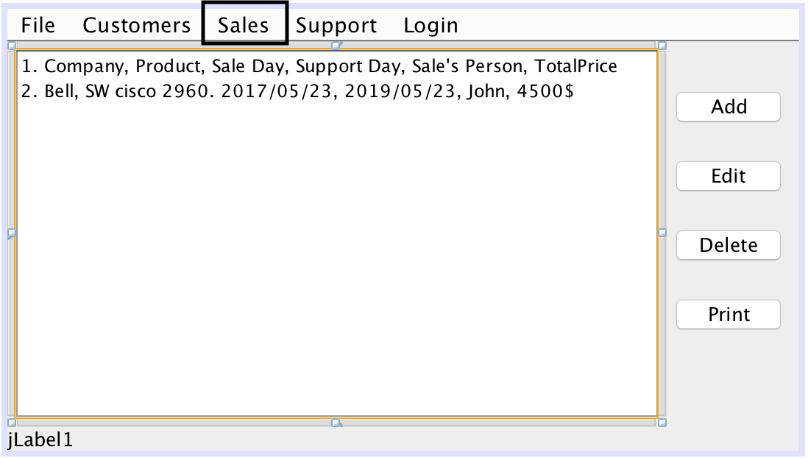 File Customers Sales Support Login
1. Company, Product, Sale Day, Support Day, Sale's Person, TotalPrice
2. Bell, SW cisco 2960. 2017/05/23, 2019/05/23, John, 4500$
Add
Edit
Delete
Print
jLabel1